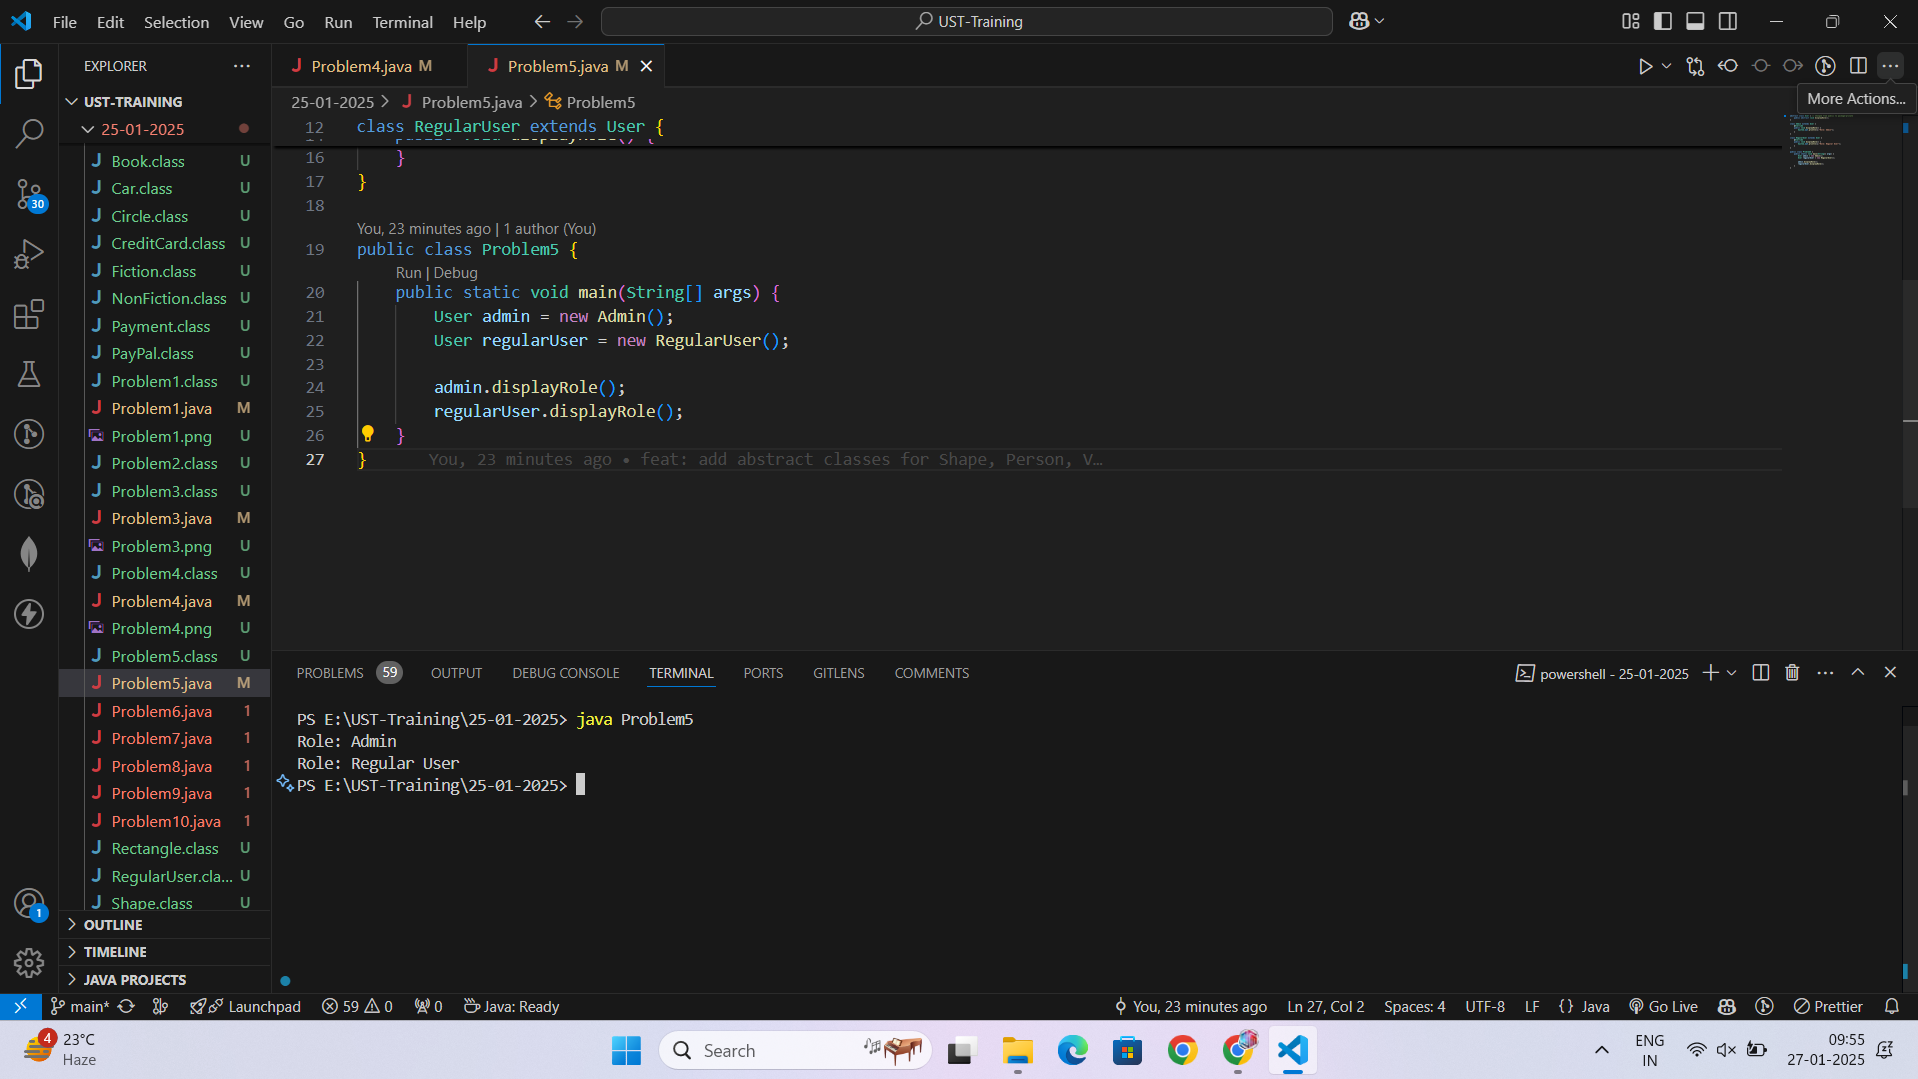 File Edit Selection View Go Run Terminal Help
UST-Training
EXPLORER
UST-TRAINING
25-01-2025
Book.class U
Car.class U
Circle.class U
CreditCard.class U
Fiction.class U
NonFiction.class U
Payment.class U
PayPal.class U
Problem1.class U
Problem1.java M
Problem1.png U
Problem2.class U
Problem3.class U
Problem3.java M
Problem3.png U
Problem4.class U
Problem4.java M
Problem4.png U
Problem5.class U
Problem5.java M
Problem6.java 1
Problem7.java 1
Problem8.java 1
Problem9.java 1
Problem10.java 1
Rectangle.class U
RegularUser.cla... U
Shape.class U
OUTLINE
TIMELINE
JAVA PROJECTS
30
1
Problem4.java M
Problem5.java M
More Actions...
25-01-2025 > Problem5.java > Problem5
12 class RegularUser extends User {
16 }
17 }
18
You, 23 minutes ago | 1 author (You)
19 public class Problem5 {
Run | Debug
20 public static void main(String[] args) {
21 User admin = new Admin();
22 User regularUser = new RegularUser();
23
24 admin.displayRole();
25 regularUser.displayRole();
26 }
27 } You, 23 minutes ago • feat: add abstract classes for Shape, Person, V…
PROBLEMS 59 OUTPUT DEBUG CONSOLE TERMINAL PORTS GITLENS COMMENTS
powershell - 25-01-2025
PS E:\UST-Training\25-01-2025> java Problem5
Role: Admin
Role: Regular User
PS E:\UST-Training\25-01-2025>
main* Launchpad 59 0 0 Java: Ready
You, 23 minutes ago Ln 27, Col 2 Spaces: 4 UTF-8 LF {} Java Go Live Prettier
4
23°C
Haze
Search
ENG
IN
09:55
27-01-2025